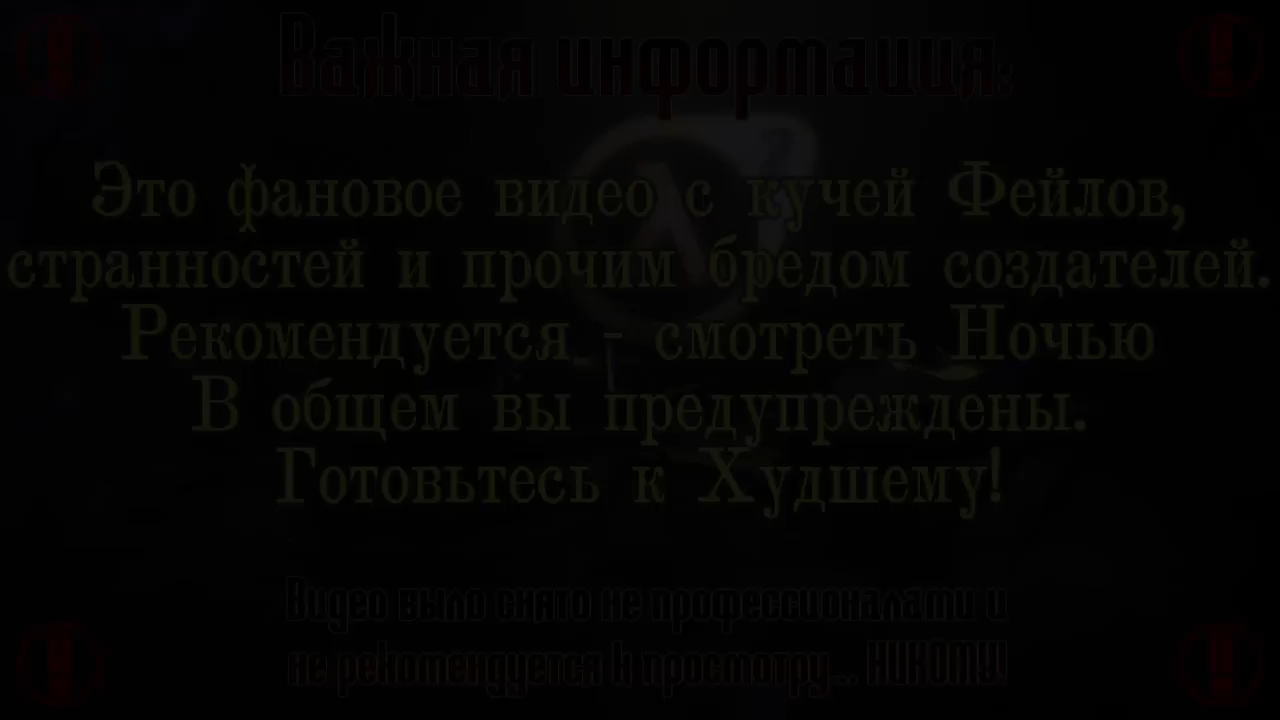 Важная информация:
Это фановое видео с кучей Фейлов,
странностей и прочим бредом создателей.
Рекомендуется - смотреть Ночью
В общем вы предупреждены.
Готовьтесь к Худшему!
Видео было снято не профессионалами и
не рекомендуется к просмотру... НИКОМУ!